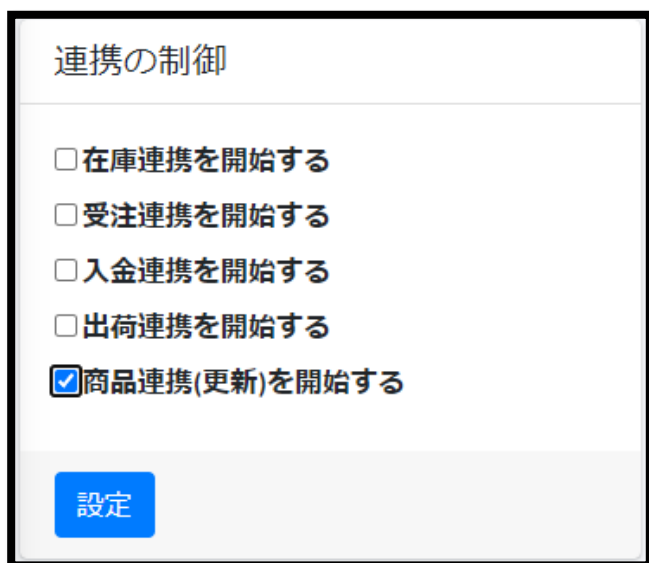 連携の制御
在庫連携を開始する
受注連携を開始する
入金連携を開始する
出荷連携を開始する
商品連携(更新)を開始する
設定